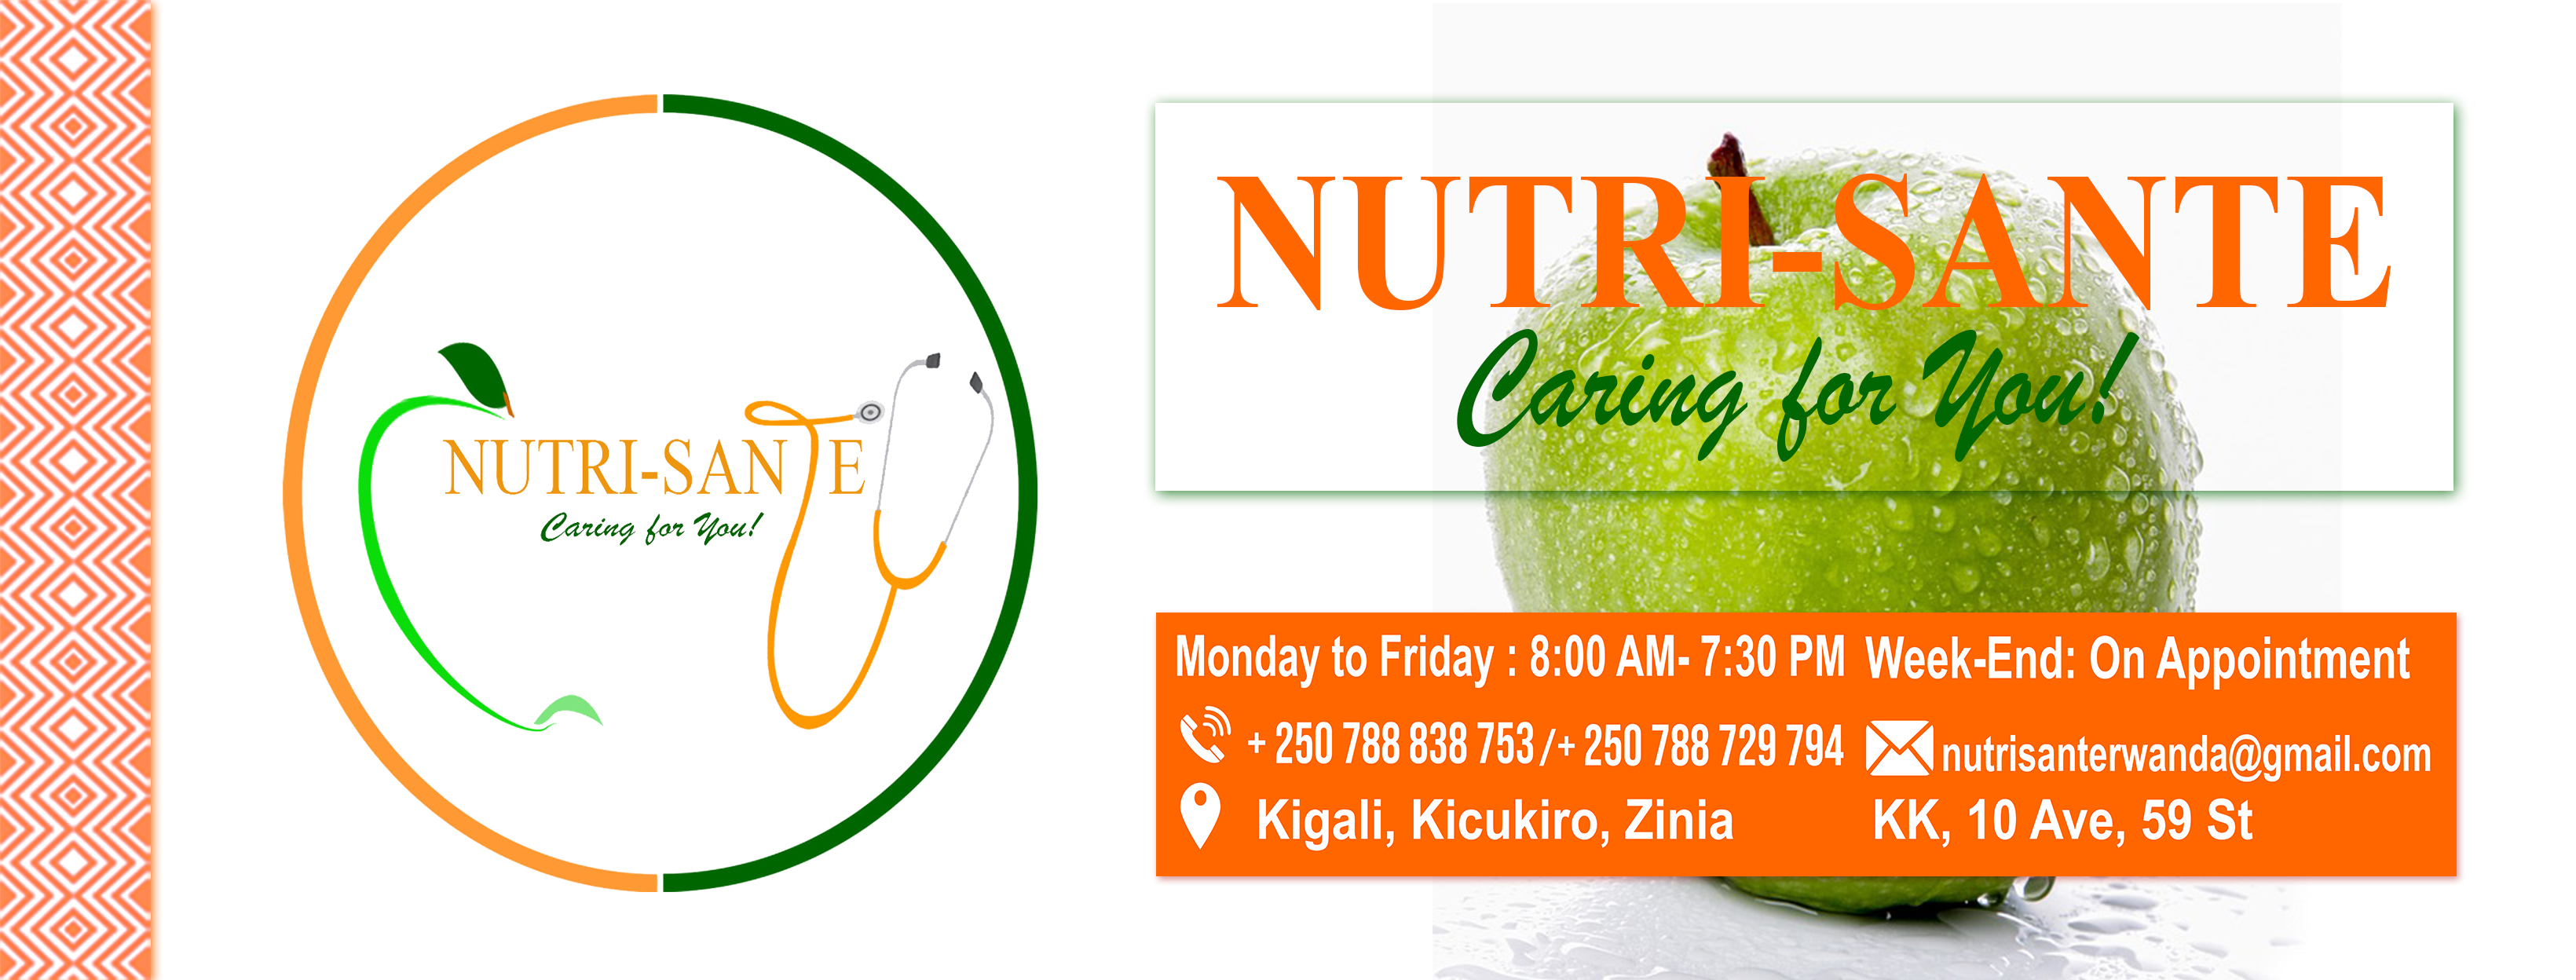 NUTRI-SANTE
Caring for You!
NUTRI-SANTE
Caring for You!
Monday to Friday : 8:00 AM- 7:30 PM Week-End: On Appointment
+ 250 788 838 753 /+ 250 788 729 794 nutrisanterwanda@gmail.com
Kigali, Kicukiro, Zinia KK, 10 Ave, 59 St